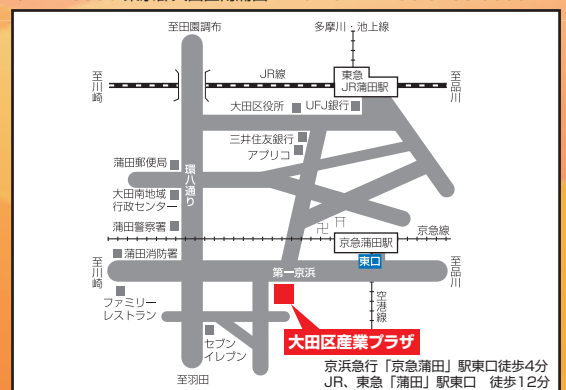 至田園調布
多摩川・池上線
至川崎
JR線
東急
JR蒲田駅
至品川
大田区役所
UFJ銀行
三井住友銀行
アプリコ
蒲田郵便局
環八通り
大田南地域
行政センター
蒲田警察署
京急線
京急蒲田駅
蒲田消防署
東口
至川崎
第一京浜
至品川
ファミリー
レストラン
空港線
セブン
イレブン
大田区産業プラザ
至羽田
京浜急行「京急蒲田」駅東口徒歩4分
JR、東急「蒲田」駅東口 徒歩12分